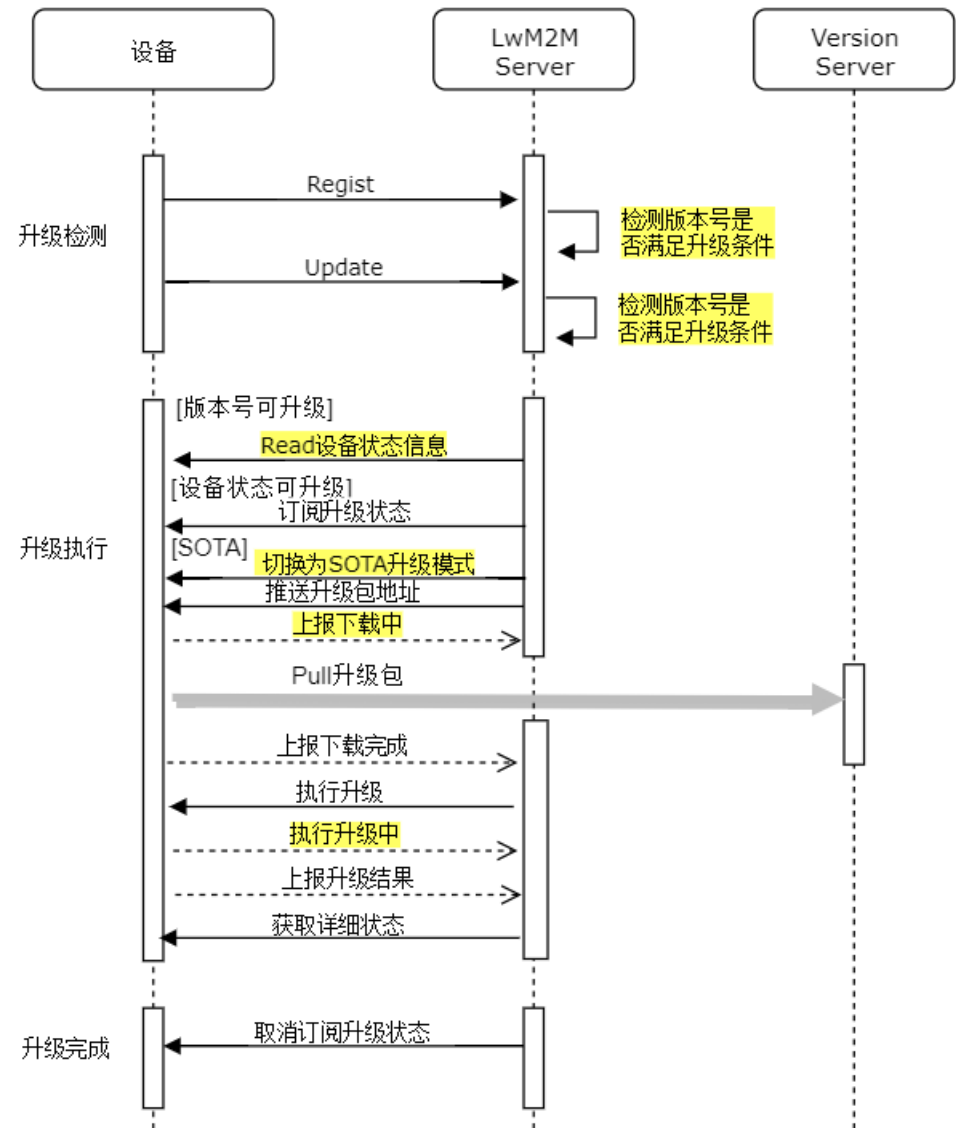 设备
LwM2M
Server
Version
Server
Regist
检测版本号是
否满足升级条件
升级检测
Update
检测版本号是
否满足升级条件
[版本号可升级]
Read设备状态信息
[设备状态可升级]
订阅升级状态
升级执行
[SOTA]
切换为SOTA升级模式
推送升级包地址
上报下载中
Pull升级包
上报下载完成
执行升级
执行升级中
上报升级结果
获取详细状态
取消订阅升级状态
升级完成